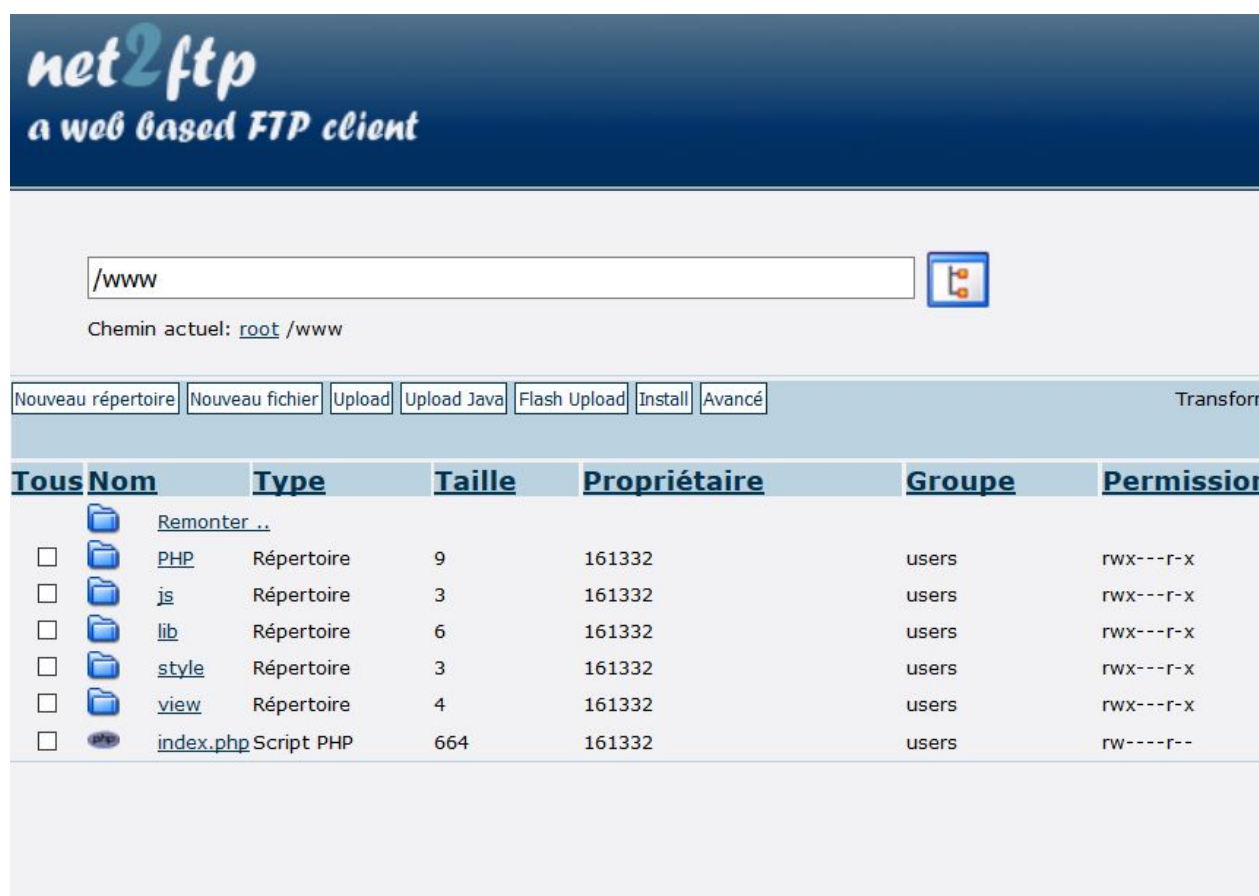 net2ftp
a web based FTP client
/www
Chemin actuel: root /www
Nouveau répertoire Nouveau fichier Upload Upload Java Flash Upload Install Avancé Transforn
Tous Nom Type Taille Propriétaire Groupe Permission
Remonter ..
PHP Répertoire 9 161332 users rwx---r-x
js Répertoire 3 161332 users rwx---r-x
lib Répertoire 6 161332 users rwx---r-x
style Répertoire 3 161332 users rwx---r-x
view Répertoire 4 161332 users rwx---r-x
php index.php Script PHP 664 161332 users rw----r--